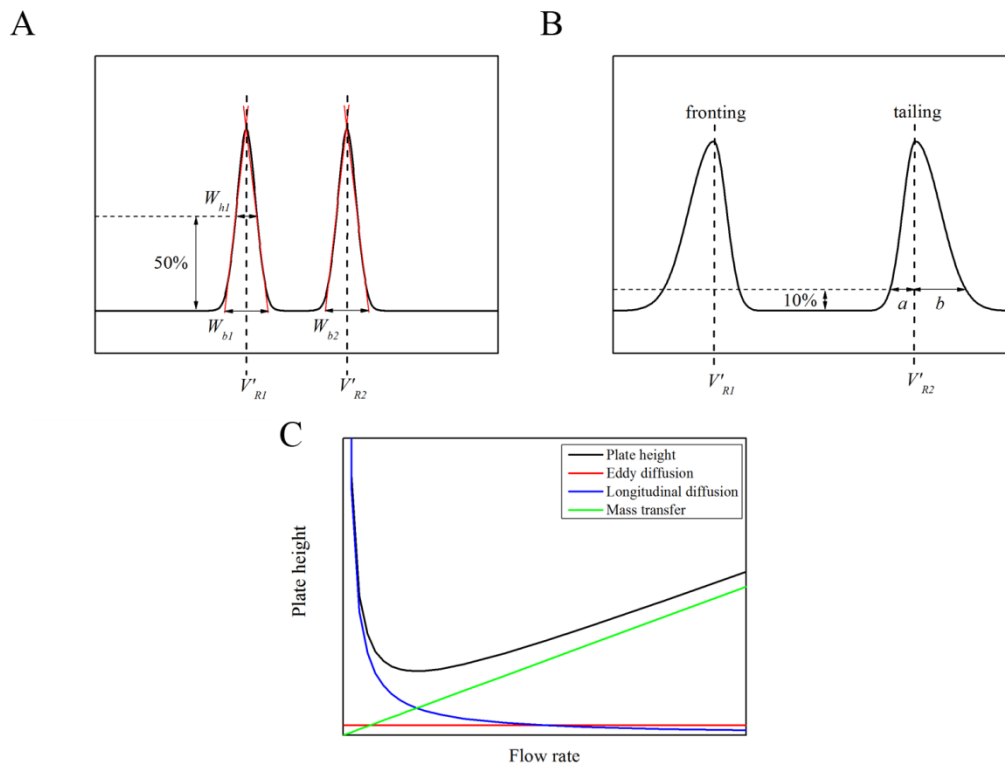 A
W_h1
50%
W_b1
W_b2
V'_R1
V'_R2
B
fronting
tailing
10%
a
b
V'_R1
V'_R2
C
Plate height
Eddy diffusion
Longitudinal diffusion
Mass transfer
Plate height
Flow rate